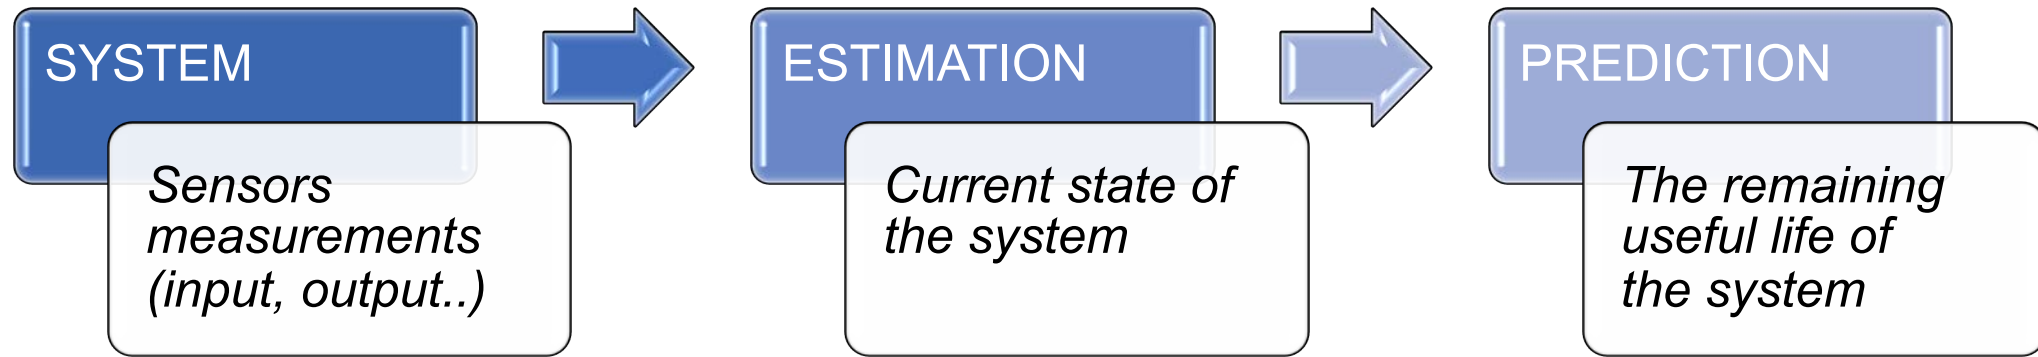 SYSTEM
Sensors
measurements
(input, output..)
ESTIMATION
Current state of
the system
PREDICTION
The remaining
useful life of
the system